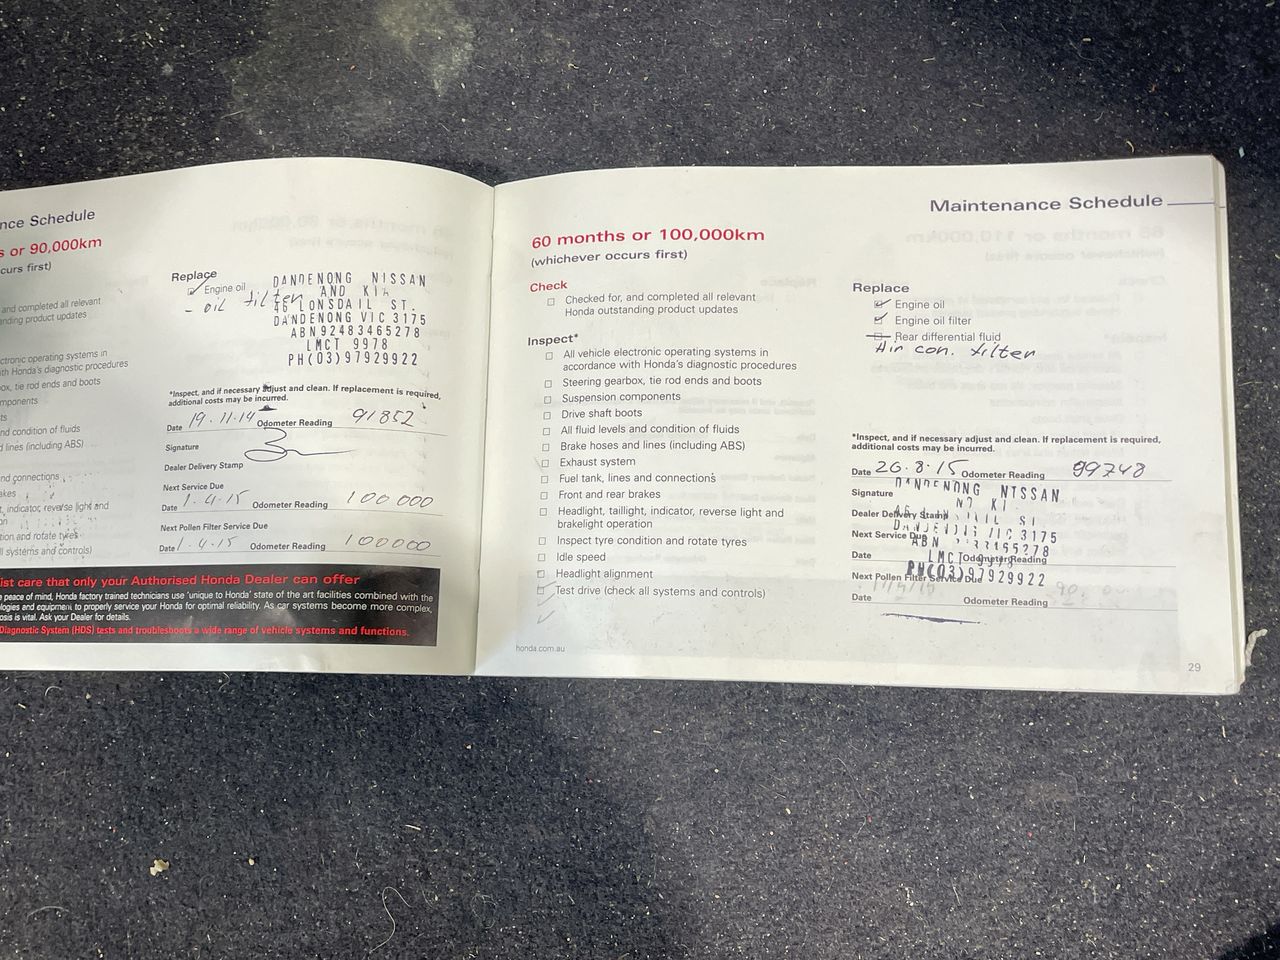 nce Schedule
s or 90,000km
curs first)
and completed all relevant
nding product updates
ctronic operating systems in
ith Honda's diagnostic procedures
box, tie rod ends and boots
mponents
ts
nd condition of fluids
d lines (including ABS)
nd connections
akes
, indicator, reverse light and
on
tion and rotate tyres
ll systems and controls)
Replace
Engine oil
- oil filter
DANDENONG NISSAN
AND KIA
46 LONSDAIL ST.
DANDENONG VIC 3175
ABN92483465278
LMCT 9978
PH(03)97929922
*Inspect, and if necessary adjust and clean. If replacement is required,
additional costs may be incurred.
Date 19.11.14 Odometer Reading 91852
Signature
Dealer Delivery Stamp
Next Service Due
Date 1.4.15 Odometer Reading 100 000
Next Pollen Filter Service Due
Date 1.4.15 Odometer Reading 100000
ist care that only your Authorised Honda Dealer can offer
e peace of mind, Honda factory trained technicians use 'unique to Honda' state of the art facilities combined with the
logies and equipment to properly service your Honda for optimal reliability. As car systems become more complex,
osis is vital. Ask your Dealer for details.
Diagnostic System (HDS) tests and troubleshoots a wide range of vehicle systems and functions.
Maintenance Schedule
60 months or 100,000km
(whichever occurs first)
Check
Checked for, and completed all relevant
Honda outstanding product updates
Inspect*
All vehicle electronic operating systems in
accordance with Honda's diagnostic procedures
Steering gearbox, tie rod ends and boots
Suspension components
Drive shaft boots
All fluid levels and condition of fluids
Brake hoses and lines (including ABS)
Exhaust system
Fuel tank, lines and connections
Front and rear brakes
Headlight, taillight, indicator, reverse light and
brakelight operation
Inspect tyre condition and rotate tyres
Idle speed
Headlight alignment
Test drive (check all systems and controls)
honda.com.au
Replace
Engine oil
Engine oil filter
Rear differential fluid
Air con. filter
*Inspect, and if necessary adjust and clean. If replacement is required,
additional costs may be incurred.
Date 26.8.15 Odometer Reading 99748
Signature
DANDENONG NISSAN
Dealer Delivery Stamp
Next Service Due
VIC 3175
ABN
Date
LMCT
Odometer Reading
PH(03)97929922
Next Pollen Filter Service Due
Date
Odometer Reading
29